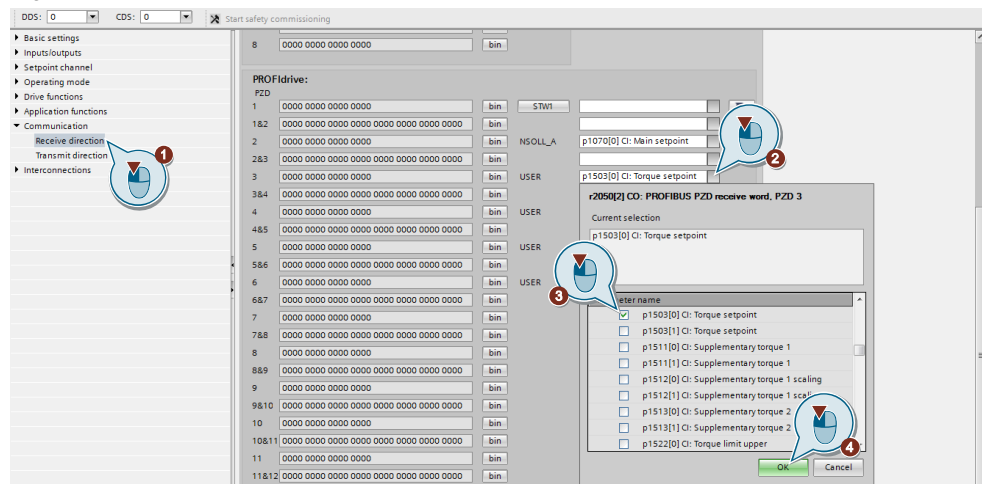 DDS: 0 CDS: 0 Start safety commissioning
Basic settings
Inputs/outputs
Setpoint channel
Operating mode
Drive functions
Application functions
Communication
Receive direction
Transmit direction
Interconnections
1
8 0000 0000 0000 0000 bin
PROFIdrive:
PZD
1 0000 0000 0000 0000 bin STW1
1&2 0000 0000 0000 0000 0000 0000 0000 0000 bin
2 0000 0000 0000 0000 bin NSOLL_A p1070[0] CI: Main setpoint
2&3 0000 0000 0000 0000 0000 0000 0000 0000 bin
2
3 0000 0000 0000 0000 bin USER p1503[0] CI: Torque setpoint
3&4 0000 0000 0000 0000 0000 0000 0000 0000 bin
4 0000 0000 0000 0000 bin USER
4&5 0000 0000 0000 0000 0000 0000 0000 0000 bin
5 0000 0000 0000 0000 bin USER
5&6 0000 0000 0000 0000 0000 0000 0000 0000 bin
6 0000 0000 0000 0000 bin USER
6&7 0000 0000 0000 0000 0000 0000 0000 0000 bin
7 0000 0000 0000 0000 bin
7&8 0000 0000 0000 0000 0000 0000 0000 0000 bin
8 0000 0000 0000 0000 bin
8&9 0000 0000 0000 0000 0000 0000 0000 0000 bin
9 0000 0000 0000 0000 bin
9&10 0000 0000 0000 0000 0000 0000 0000 0000 bin
10 0000 0000 0000 0000 bin
10&11 0000 0000 0000 0000 0000 0000 0000 0000 bin
11 0000 0000 0000 0000 bin
11&12 0000 0000 0000 0000 0000 0000 0000 0000 bin
r2050[2] CO: PROFIBUS PZD receive word, PZD 3
Current selection
p1503[0] CI: Torque setpoint
3
eter name
p1503[0] CI: Torque setpoint
p1503[1] CI: Torque setpoint
p1511[0] CI: Supplementary torque 1
p1511[1] CI: Supplementary torque 1
p1512[0] CI: Supplementary torque 1 scaling
p1512[1] CI: Supplementary torque 1 scali
p1513[0] CI: Supplementary torque 2
p1513[1] CI: Supplementary torque 2
p1522[0] CI: Torque limit upper
4
OK Cancel